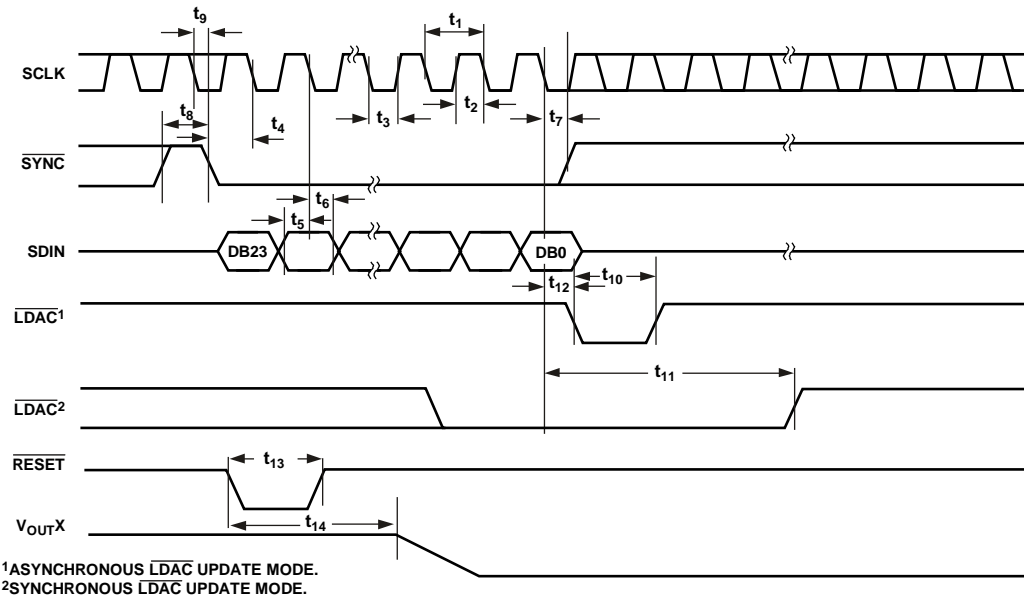 t9
t1
SCLK
t8
t4
t3
t2
t7
SYNC
t6
t5
SDIN
DB23
DB0
t12
t10
LDAC1
t11
LDAC2
RESET
t13
t14
VOUTX
1ASYNCHRONOUS LDAC UPDATE MODE.
2SYNCHRONOUS LDAC UPDATE MODE.